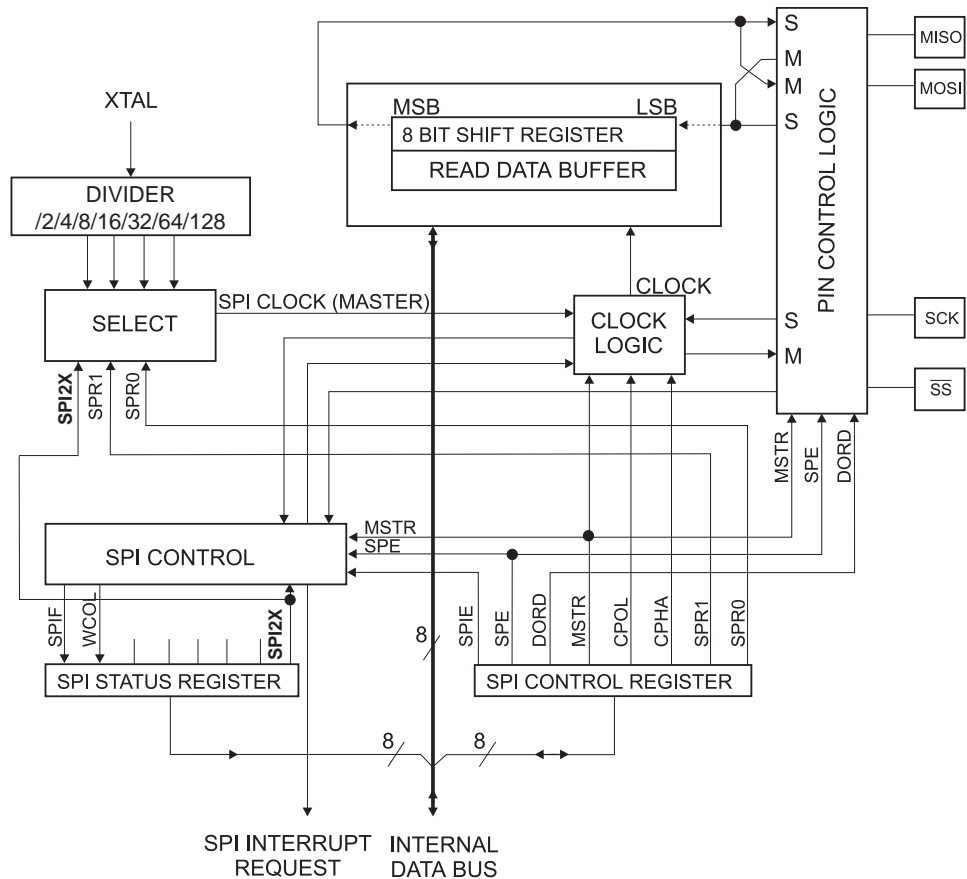 S
MISO
M
M
MOSI
XTAL
MSB
LSB
8 BIT SHIFT REGISTER
S
READ DATA BUFFER
DIVIDER
/2/4/8/16/32/64/128
PIN CONTROL LOGIC
SPI CLOCK (MASTER)
CLOCK
SELECT
CLOCK
LOGIC
S
SCK
M
SS
SPI2X
SPR1
SPR0
MSTR
SPE
DORD
MSTR
SPE
SPI CONTROL
SPIF
WCOL
SPI2X
8
SPIE
SPE
DORD
MSTR
CPOL
CPHA
SPR1
SPR0
SPI STATUS REGISTER
SPI CONTROL REGISTER
8
8
SPI INTERRUPT
REQUEST
INTERNAL
DATA BUS